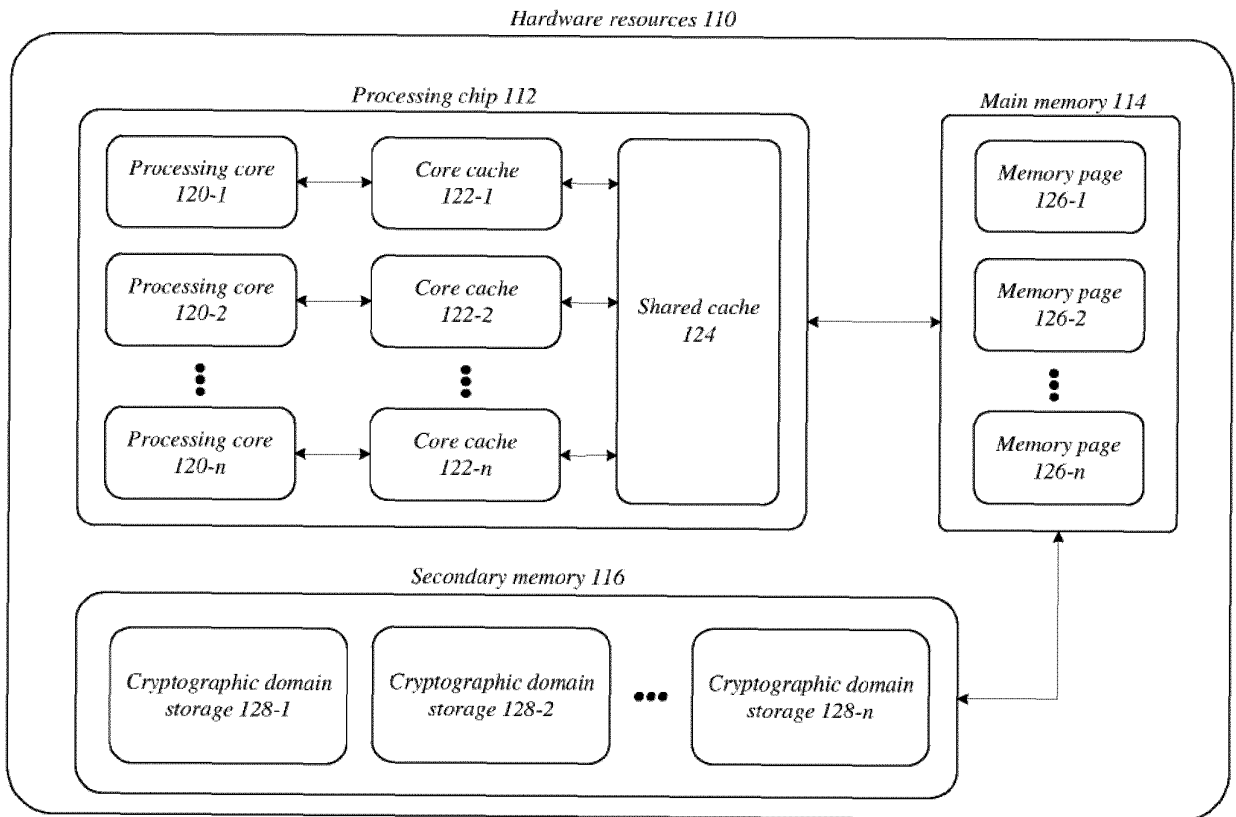 Hardware resources 110
Processing chip 112
Main memory 114
Processing core
120-1
Core cache
122-1
Processing core
120-2
Core cache
122-2
Processing core
120-n
Core cache
122-n
Shared cache
124
Memory page
126-1
Memory page
126-2
Memory page
126-n
Secondary memory 116
Cryptographic domain
storage 128-1
Cryptographic domain
storage 128-2
Cryptographic domain
storage 128-n